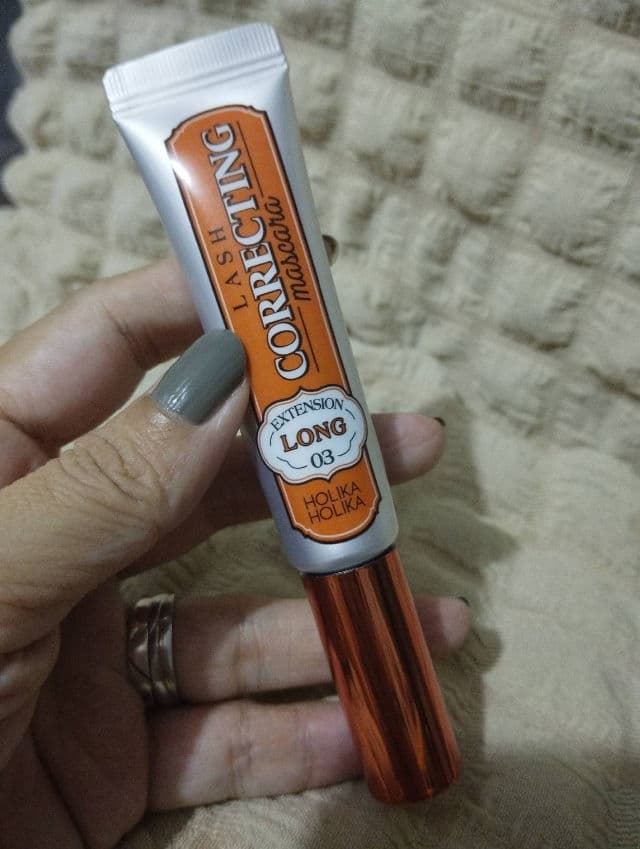 LASH
CORRECTING
mascara
EXTENSION
LONG
03
HOLIKA
HOLIKA